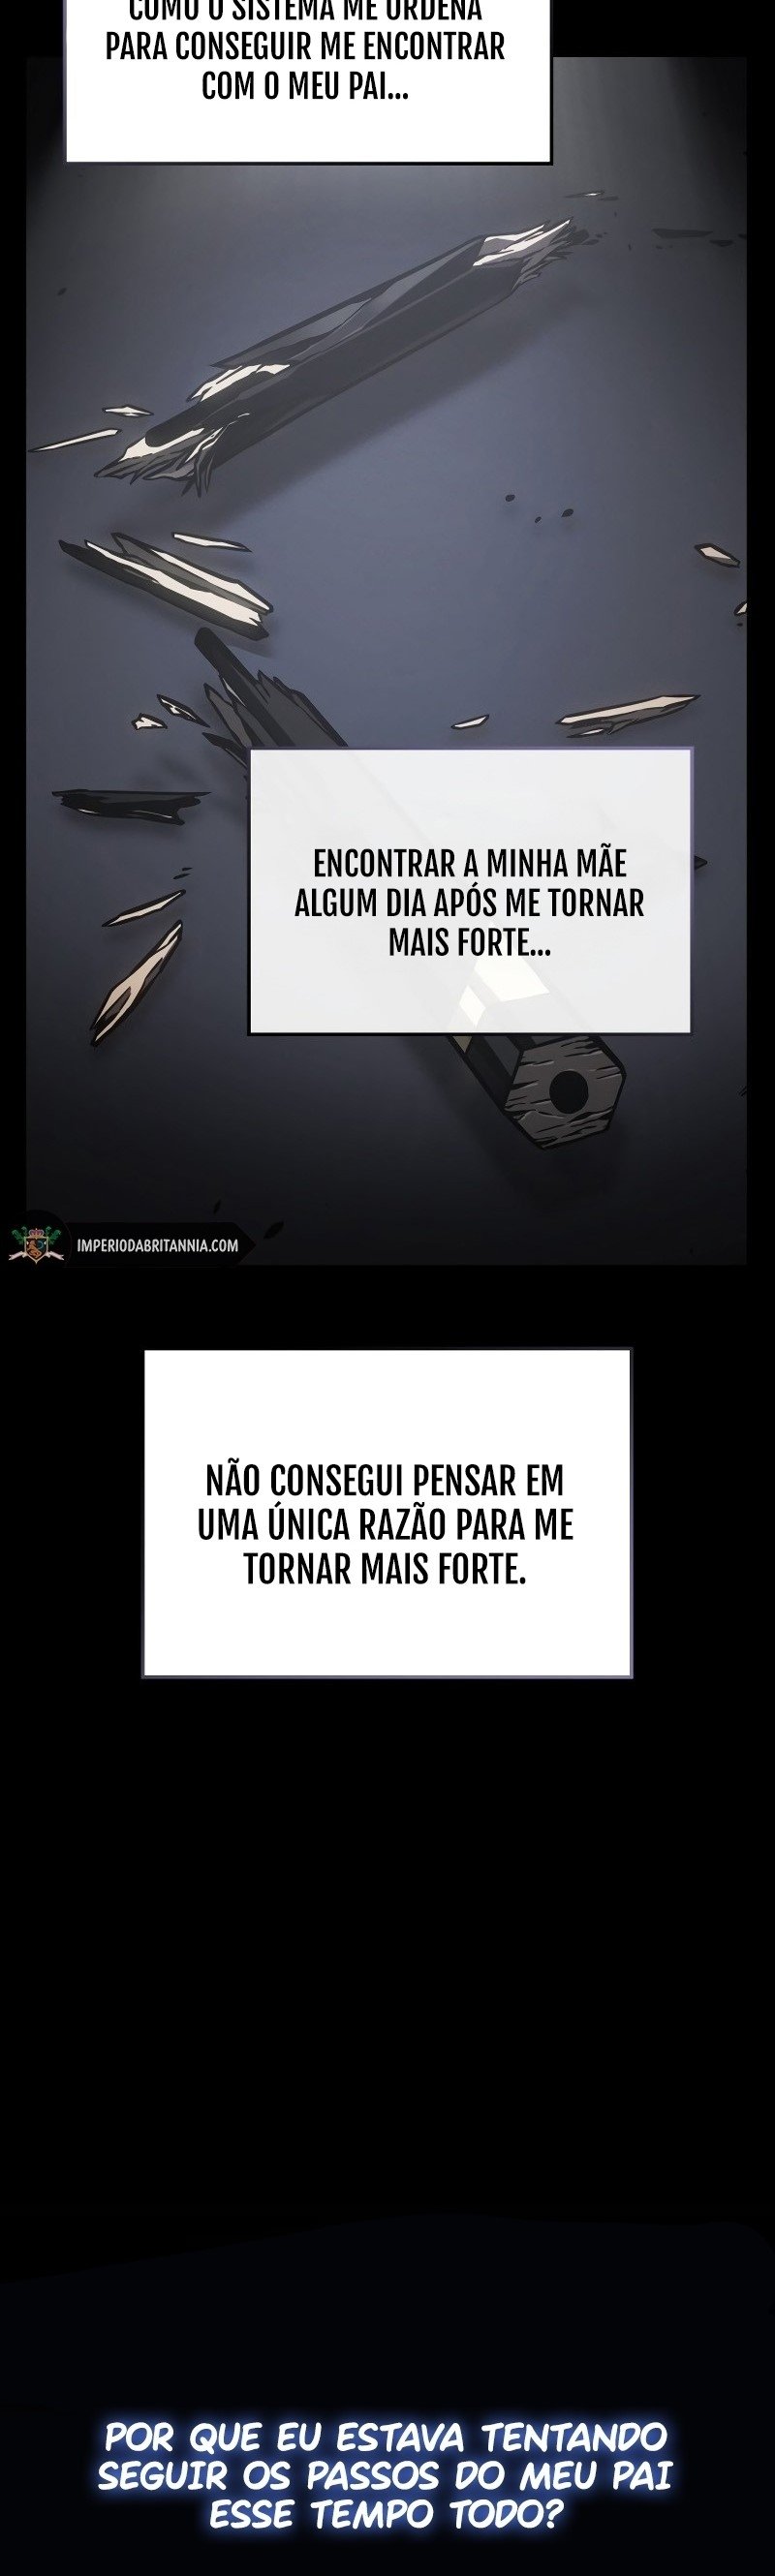 COMO O SISTEMA ME ORDENA
PARA CONSEGUIR ME ENCONTRAR
COM O MEU PAI...
ENCONTRAR A MINHA MÃE
ALGUM DIA APÓS ME TORNAR
MAIS FORTE...
IMPERIODABRITANNIA.COM
NÃO CONSEGUI PENSAR EM
UMA ÚNICA RAZÃO PARA ME
TORNAR MAIS FORTE.
POR QUE EU ESTAVA TENTANDO
SEGUIR OS PASSOS DO MEU PAI
ESSE TEMPO TODO?